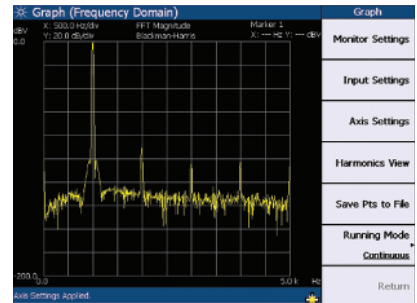 Graph (Frequency Domain)
Graph
dBV
X: 500.0 Hz/div
FFT Magnitude
Marker 1
Y: 20.0 dB/div
Blackman-Harris
X: --- Hz Y: --- dBV
0.0
Monitor Settings
Input Settings
Axis Settings
Harmonics View
Save Pts to File
Running Mode
Continuous
Return
-200.0
0.0
5.0 k
Hz
Axis Settings Applied.